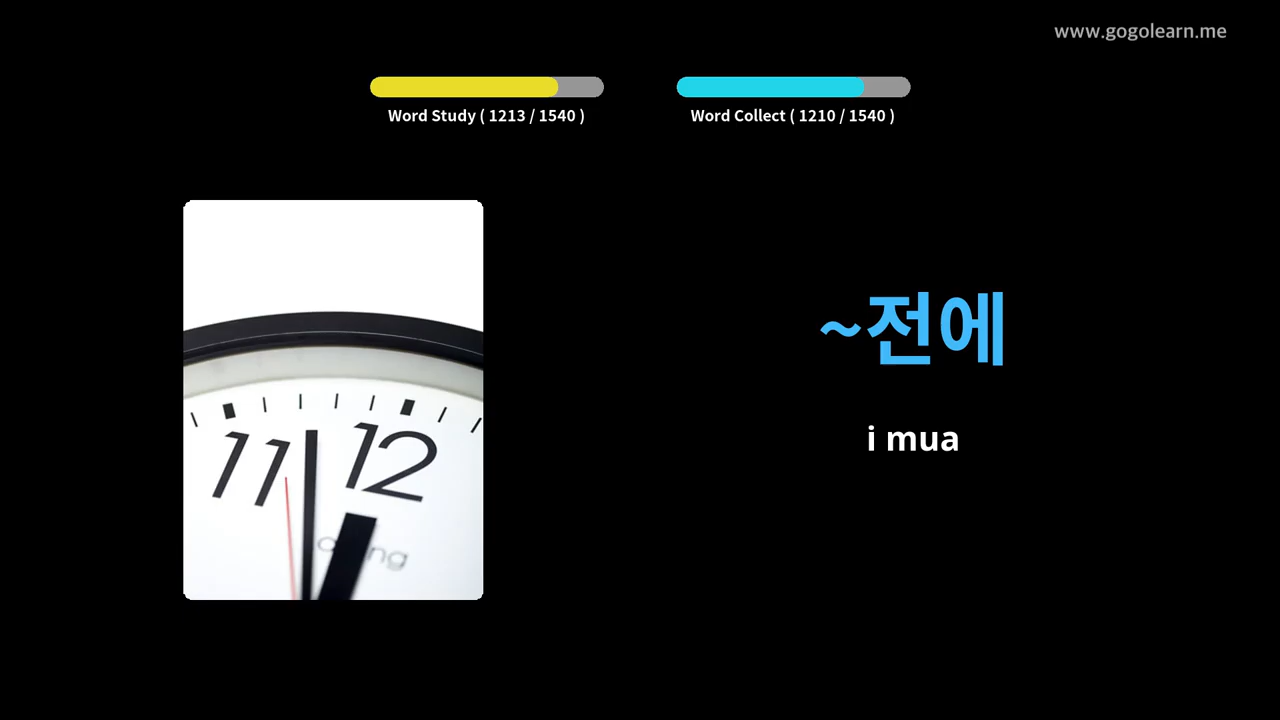 www.gogolearn.me
Word Study ( 1213 / 1540 )
Word Collect ( 1210 / 1540 )
~전에
i mua
11
12